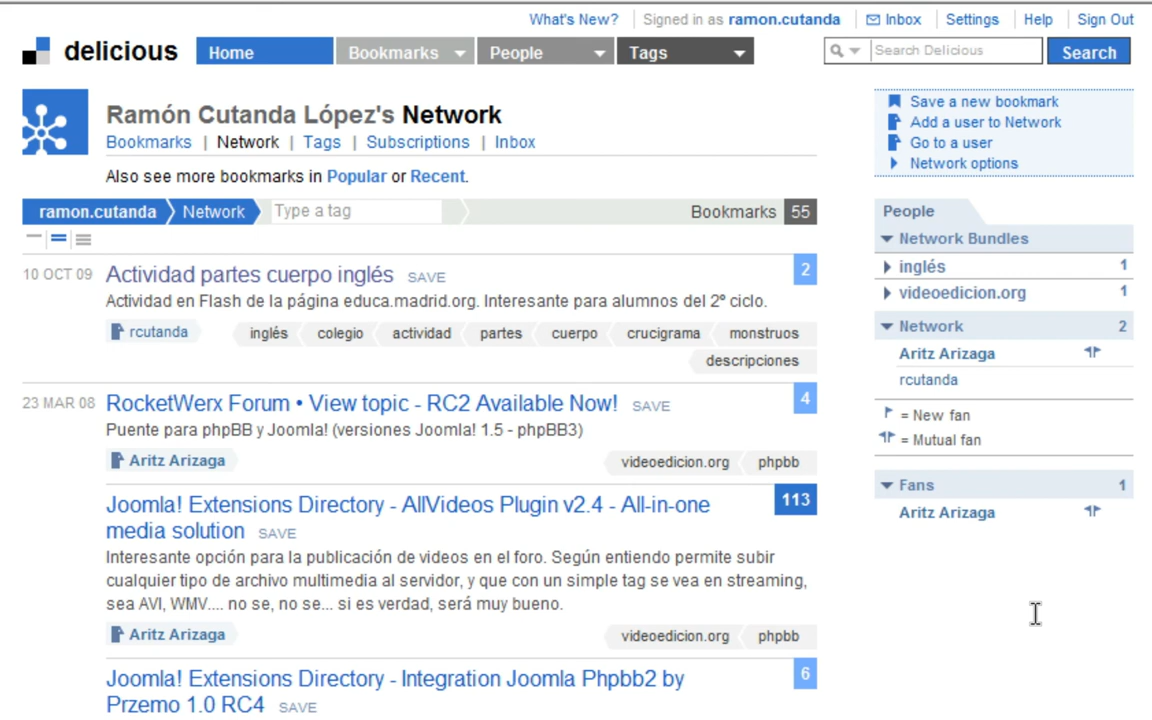 What's New? Signed in as ramon.cutanda Inbox Settings Help Sign Out
delicious Home Bookmarks People Tags Search Delicious Search
Ramón Cutanda López's Network
Bookmarks | Network | Tags | Subscriptions | Inbox
Also see more bookmarks in Popular or Recent.
ramon.cutanda Network Type a tag Bookmarks 55
10 OCT 09 Actividad partes cuerpo inglés SAVE 2
Actividad en Flash de la página educa.madrid.org. Interesante para alumnos del 2º ciclo.
rcutanda inglés colegio actividad partes cuerpo crucigrama monstruos
descripciones
23 MAR 08 RocketWerx Forum • View topic - RC2 Available Now! SAVE 4
Puente para phpBB y Joomla! (versiones Joomla! 1.5 - phpBB3)
Aritz Arizaga videoedicion.org phpbb
Joomla! Extensions Directory - AllVideos Plugin v2.4 - All-in-one 113
media solution SAVE
Interesante opción para la publicación de videos en el foro. Según entiendo permite subir
cualquier tipo de archivo multimedia al servidor, y que con un simple tag se vea en streaming,
sea AVI, WMV.... no se, no se... si es verdad, será muy bueno.
Aritz Arizaga videoedicion.org phpbb
Joomla! Extensions Directory - Integration Joomla Phpbb2 by 6
Przemo 1.0 RC4 SAVE
Save a new bookmark
Add a user to Network
Go to a user
Network options
People
Network Bundles
inglés 1
videoedicion.org 1
Network 2
Aritz Arizaga
rcutanda
= New fan
= Mutual fan
Fans 1
Aritz Arizaga